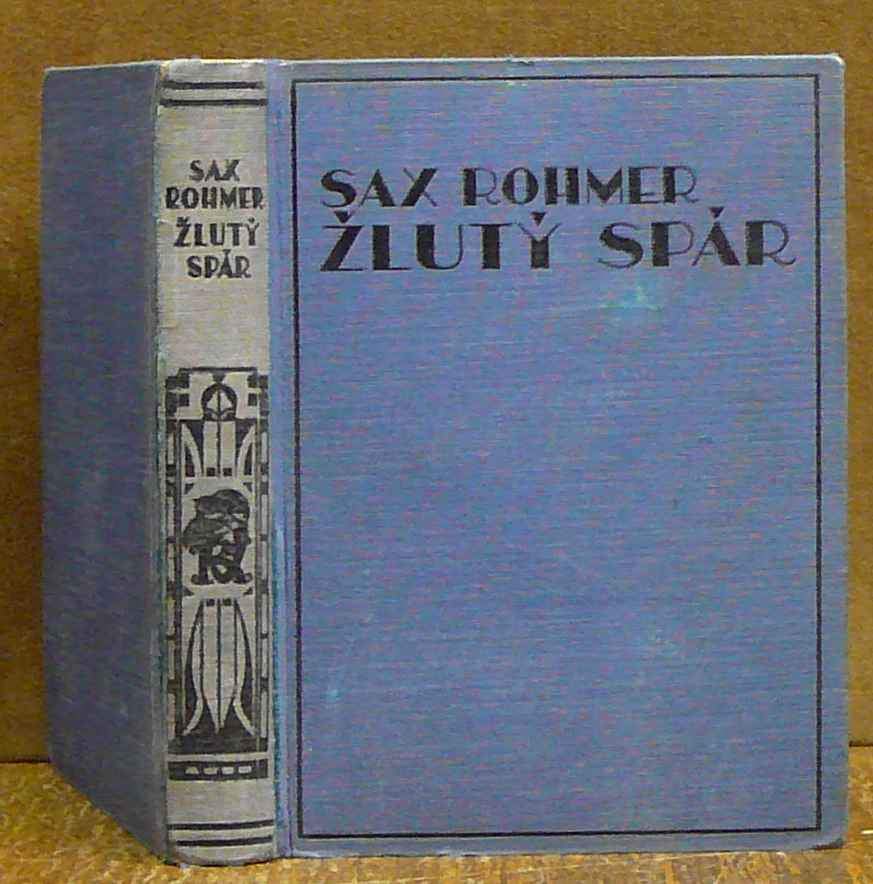 SAX
ROHMER
ŽLUTÝ
SPÁR
SAX ROHMER
ŽLUTÝ SPÁR